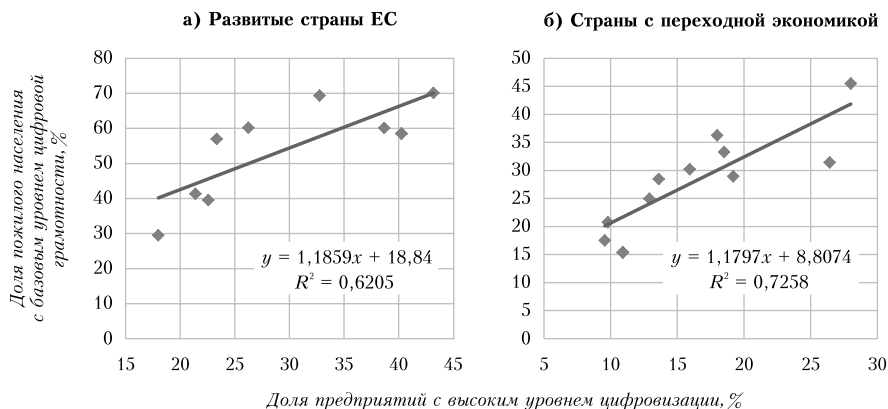 а) Развитые страны ЕС
Доля пожилого населения
с базовым уровнем цифровой
грамотности, %
80
70
60
50
40
30
20
10
0
y = 1,1859x + 18,84
R² = 0,6205
15 20 25 30 35 40 45
б) Страны с переходной экономикой
50
45
40
35
30
25
20
15
10
5
0
y = 1,1797x + 8,8074
R² = 0,7258
5 10 15 20 25 30
Доля предприятий с высоким уровнем цифровизации, %